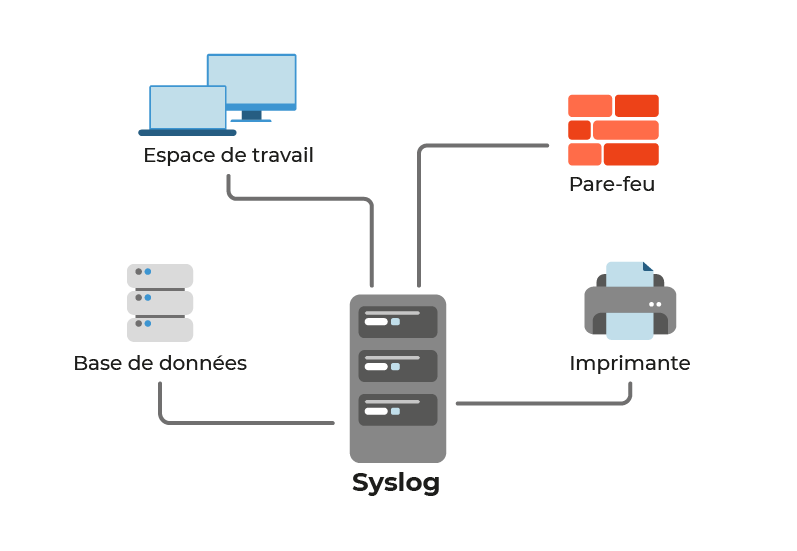 Espace de travail
Pare-feu
Base de données
Imprimante
Syslog